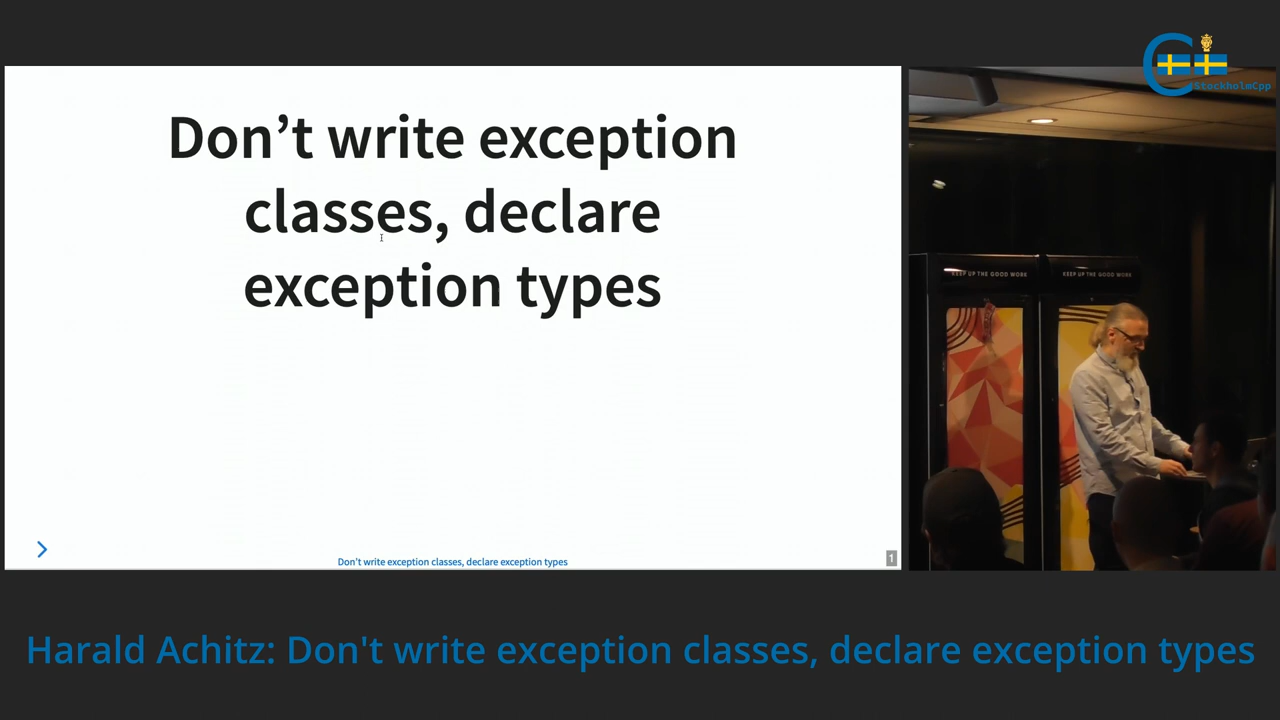 StockholmCpp
Don't write exception
classes, declare
exception types
Don't write exception classes, declare exception types
1
KEEP UP THE GOOD WORK
KEEP UP THE GOOD WORK
Harald Achitz: Don't write exception classes, declare exception types